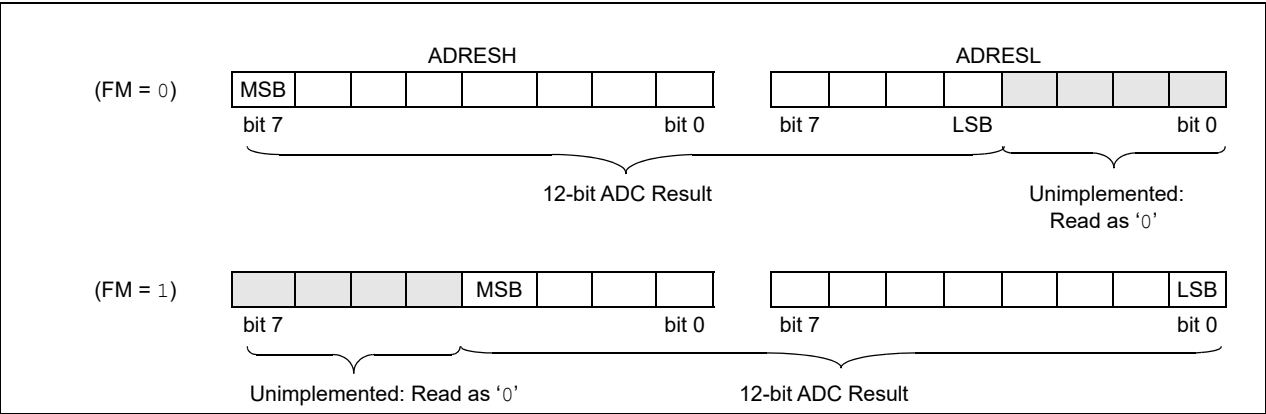 ADRESH ADRESL
(FM = 0) MSB
bit 7 bit 0 bit 7 LSB bit 0
12-bit ADC Result Unimplemented:
Read as ‘0’
(FM = 1) MSB LSB
bit 7 bit 0 bit 7 bit 0
Unimplemented: Read as ‘0’ 12-bit ADC Result